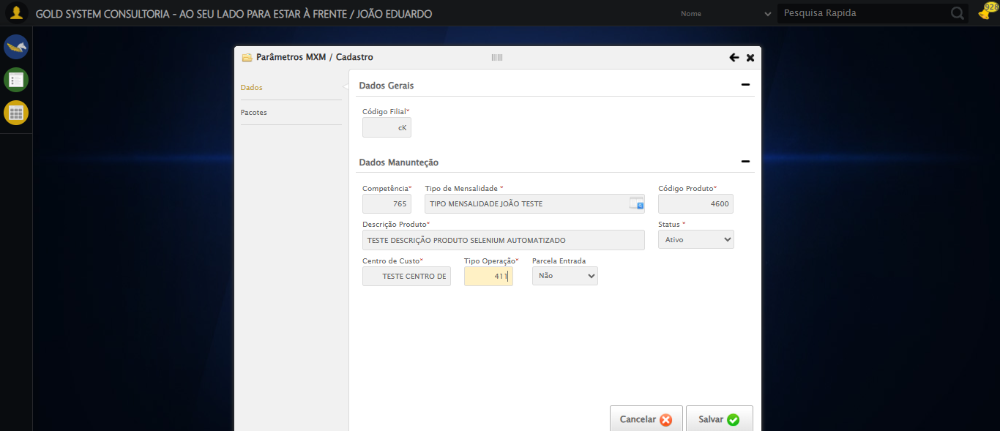 GOLD SYSTEM CONSULTORIA - AO SEU LADO PARA ESTAR À FRENTE / JOÃO EDUARDO
Nome
Pesquisa Rapida
928
Parâmetros MXM / Cadastro
Dados
Pacotes
Dados Gerais
Código Filial*
cK
Dados Manunteção
Competência* Tipo de Mensalidade * Código Produto*
765 TIPO MENSALIDADE JOÃO TESTE 4600
Descrição Produto* Status *
TESTE DESCRIÇÃO PRODUTO SELENIUM AUTOMATIZADO Ativo
Centro de Custo* Tipo Operação* Parcela Entrada
TESTE CENTRO DE 411 Não
Cancelar Salvar